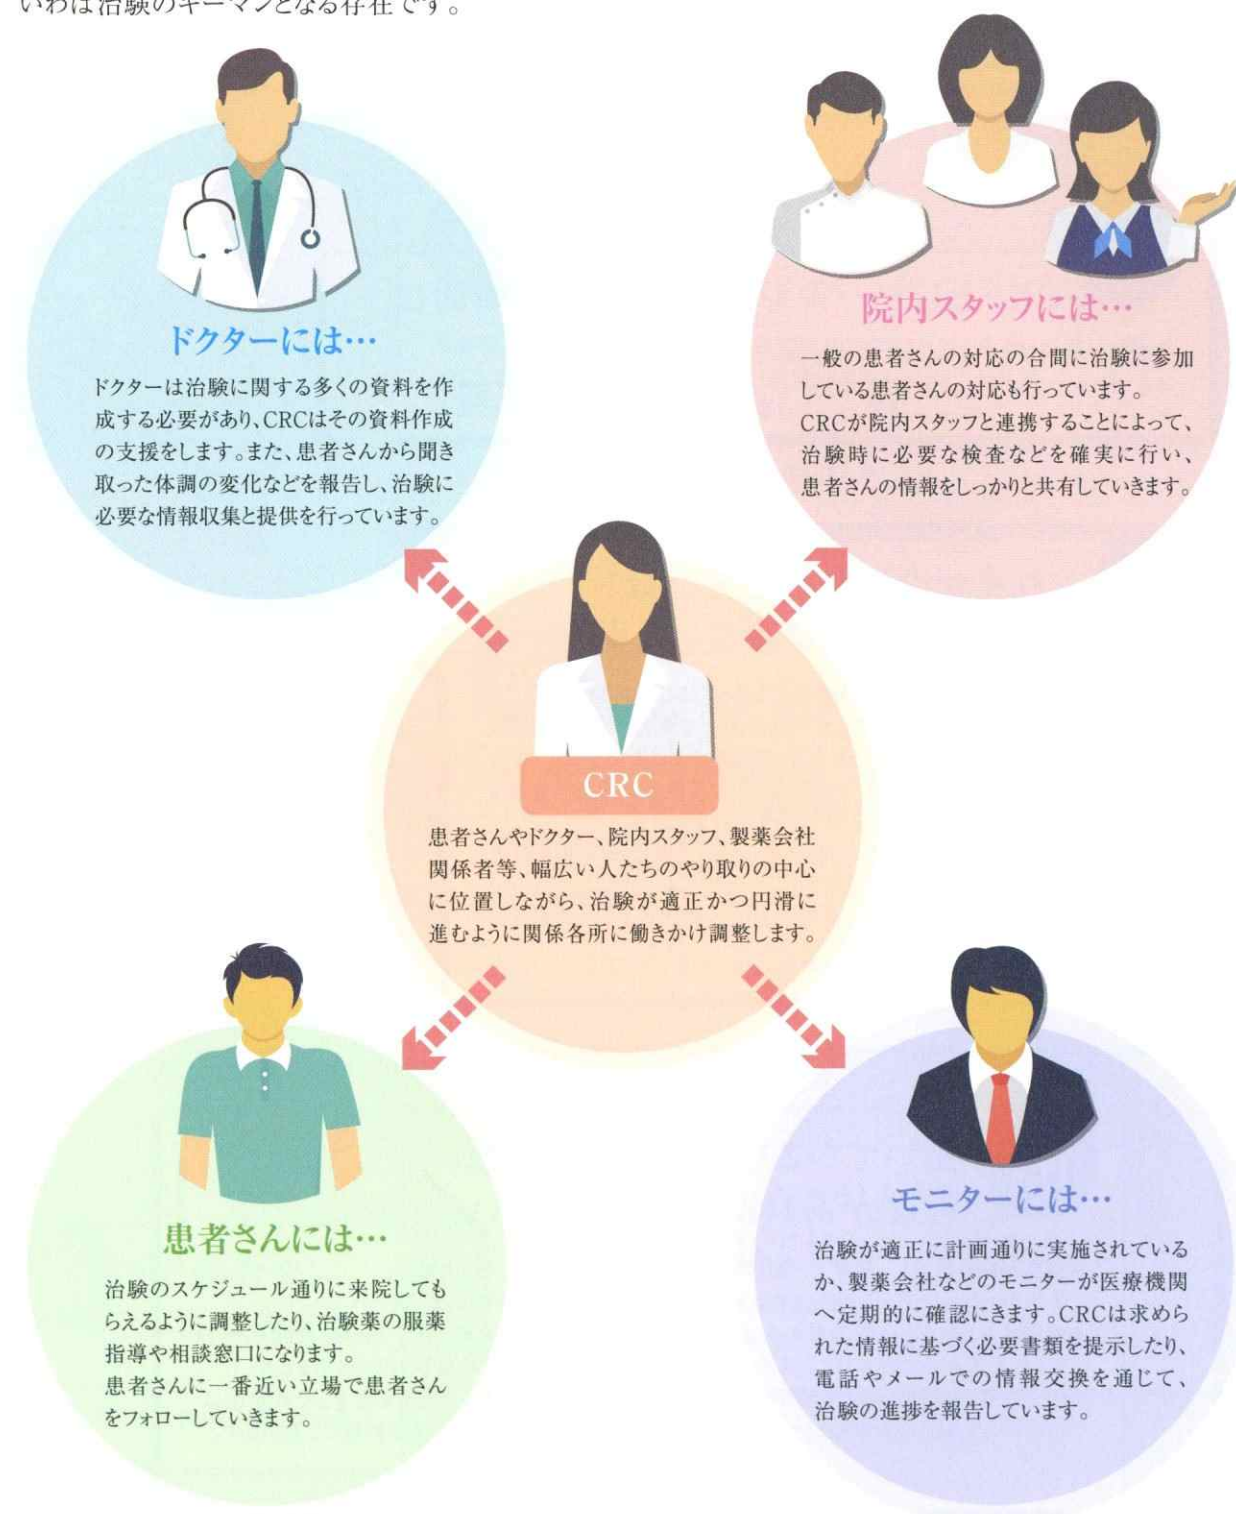 いわば治験のキーマンとなる存在です。
ドクターには…
ドクターは治験に関する多くの資料を作
成する必要があり、CRCはその資料作成
の支援をします。また、患者さんから聞き
取った体調の変化などを報告し、治験に
必要な情報収集と提供を行っています。
院内スタッフには…
一般の患者さんの対応の合間に治験に参加
している患者さんの対応も行っています。
CRCが院内スタッフと連携することによって、
治験時に必要な検査などを確実に行い、
患者さんの情報をしっかりと共有していきます。
CRC
患者さんやドクター、院内スタッフ、製薬会社
関係者等、幅広い人たちのやり取りの中心
に位置しながら、治験が適正かつ円滑に
進むように関係各所に働きかけ調整します。
患者さんには…
治験のスケジュール通りに来院しても
らえるように調整したり、治験薬の服薬
指導や相談窓口になります。
患者さんに一番近い立場で患者さん
をフォローしていきます。
モニターには…
治験が適正に計画通りに実施されている
か、製薬会社などのモニターが医療機関
へ定期的に確認にきます。CRCは求めら
れた情報に基づく必要書類を提示したり、
電話やメールでの情報交換を通じて、
治験の進捗を報告しています。